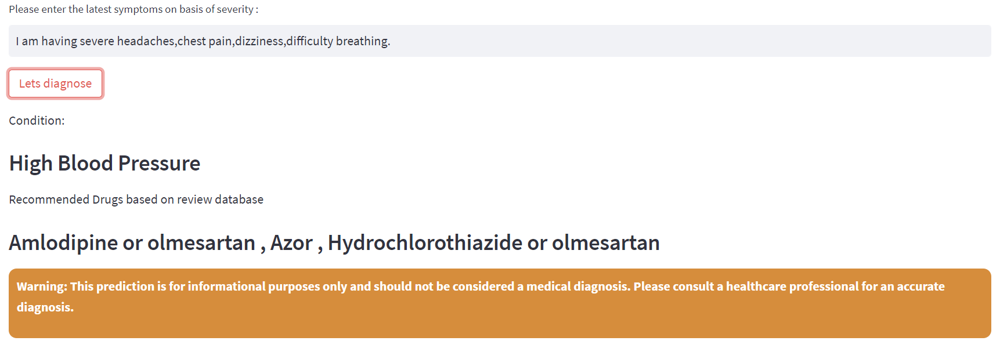 Please enter the latest symptoms on basis of severity :
I am having severe headaches,chest pain,dizziness,difficulty breathing.
Lets diagnose
Condition:
High Blood Pressure
Recommended Drugs based on review database
Amlodipine or olmesartan , Azor , Hydrochlorothiazide or olmesartan
Warning: This prediction is for informational purposes only and should not be considered a medical diagnosis. Please consult a healthcare professional for an accurate
diagnosis.